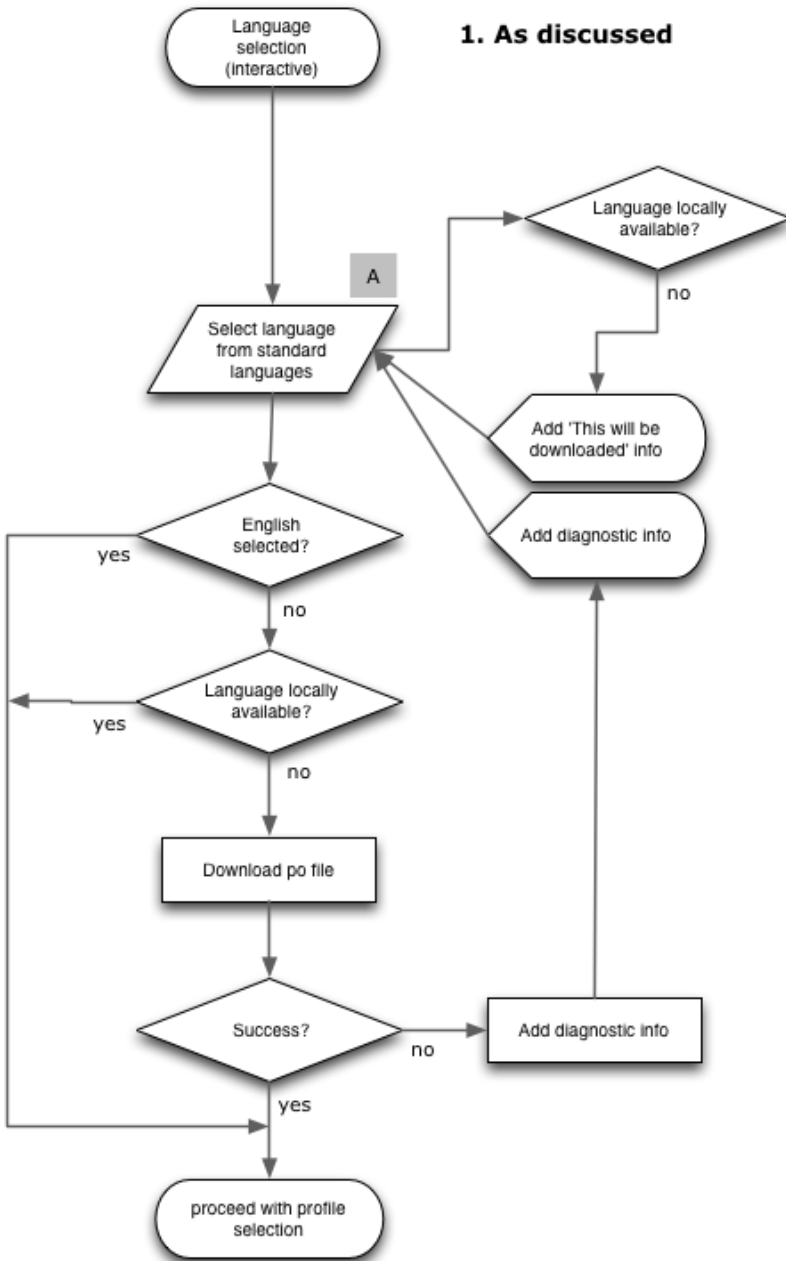 Language
selection
(interactive)
1. As discussed
Language locally
available?
no
A
Select language
from standard
languages
Add 'This will be
downloaded' info
Add diagnostic info
English
selected?
yes
no
Language locally
available?
yes
no
Download po file
Success?
no
Add diagnostic info
yes
proceed with profile
selection